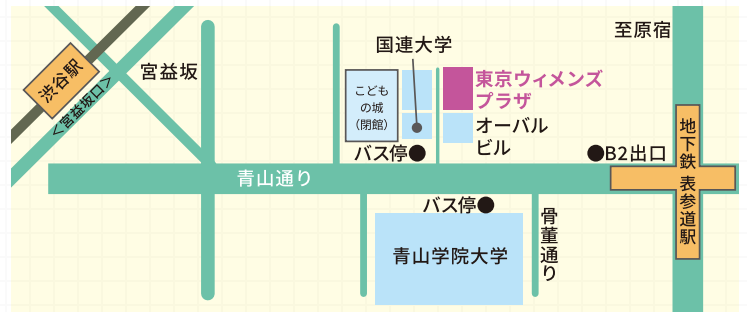 至原宿
国連大学
渋谷駅
宮益坂
<宮益坂口>
こども
の城
（閉館）
東京ウィメンズ
プラザ
オーバル
ビル
バス停
B2出口
地下鉄 表参道駅
青山通り
バス停
骨董通り
青山学院大学